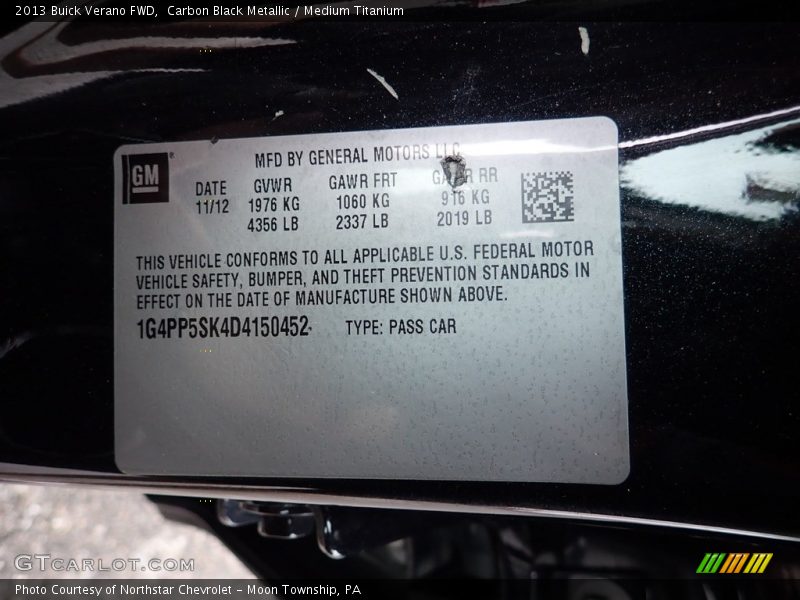 2013 Buick Verano FWD, Carbon Black Metallic / Medium Titanium
GM®
MFD BY GENERAL MOTORS LLC
DATE GVWR GAWR FRT GAWR RR
11/12 1976 KG 1060 KG 916 KG
4356 LB 2337 LB 2019 LB
THIS VEHICLE CONFORMS TO ALL APPLICABLE U.S. FEDERAL MOTOR
VEHICLE SAFETY, BUMPER, AND THEFT PREVENTION STANDARDS IN
EFFECT ON THE DATE OF MANUFACTURE SHOWN ABOVE.
1G4PP5SK4D4150452 TYPE: PASS CAR
GTCARLOT.COM
Photo Courtesy of Northstar Chevrolet - Moon Township, PA